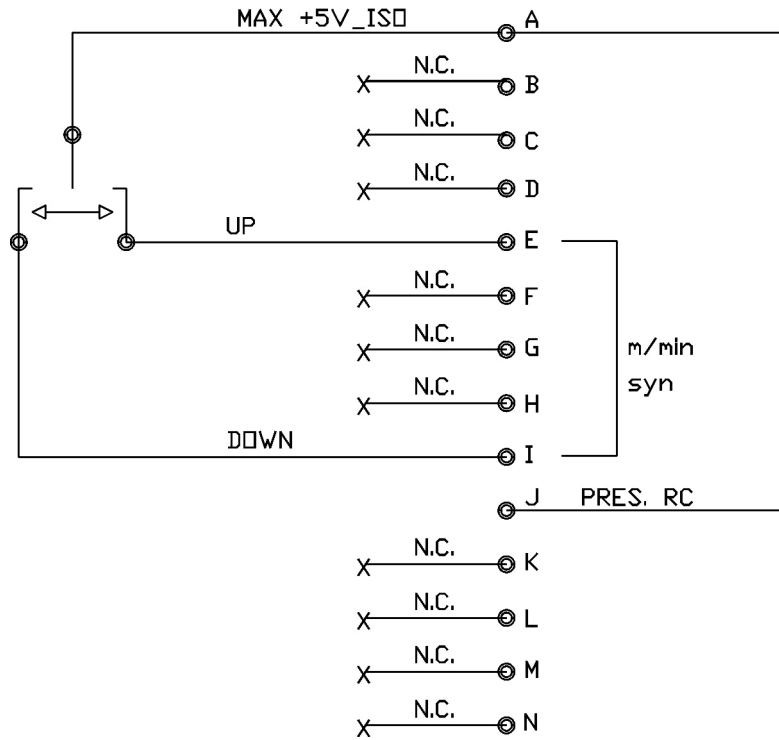 MAX +5V_ISO A
N.C. B
N.C. C
N.C. D
UP E
N.C. F
N.C. G
m/min
syn
N.C. H
DOWN I
J PRES. RC
N.C. K
N.C. L
N.C. M
N.C. N